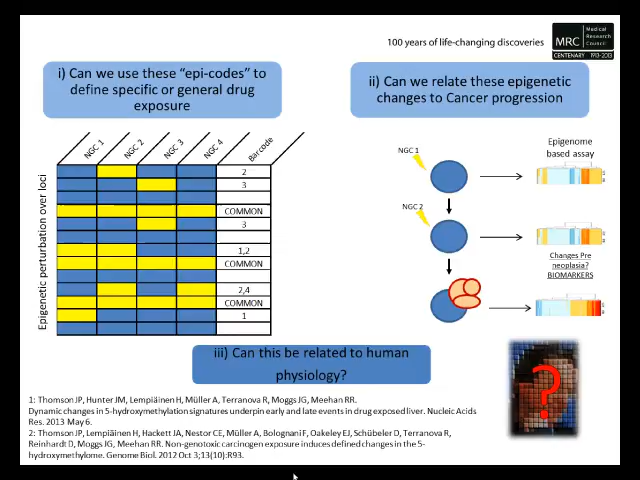 100 years of life-changing discoveries
MRC
Medical
Research
Council
CENTENARY 1913-2013
i) Can we use these “epi-codes” to
define specific or general drug
exposure
ii) Can we relate these epigenetic
changes to Cancer progression
NGC 1
NGC 2
NGC 3
NGC 4
Barcode
Epigenetic perturbation over loci
2
3
COMMON
3
1,2
COMMON
2,4
COMMON
1
NGC 1
Epigenome
based assay
NGC 2
Changes Pre
neoplasia?
BIOMARKERS
iii) Can this be related to human
physiology?
?
1: Thomson JP, Hunter JM, Lempiäinen H, Müller A, Terranova R, Moggs JG, Meehan RR.
Dynamic changes in 5-hydroxymethylation signatures underpin early and late events in drug exposed liver. Nucleic Acids
Res. 2013 May 6.
2: Thomson JP, Lempiäinen H, Hackett JA, Nestor CE, Müller A, Bolognani F, Oakeley EJ, Schübeler D, Terranova R,
Reinhardt D, Moggs JG, Meehan RR. Non-genotoxic carcinogen exposure induces defined changes in the 5-
hydroxymethylome. Genome Biol. 2012 Oct 3;13(10):R93.